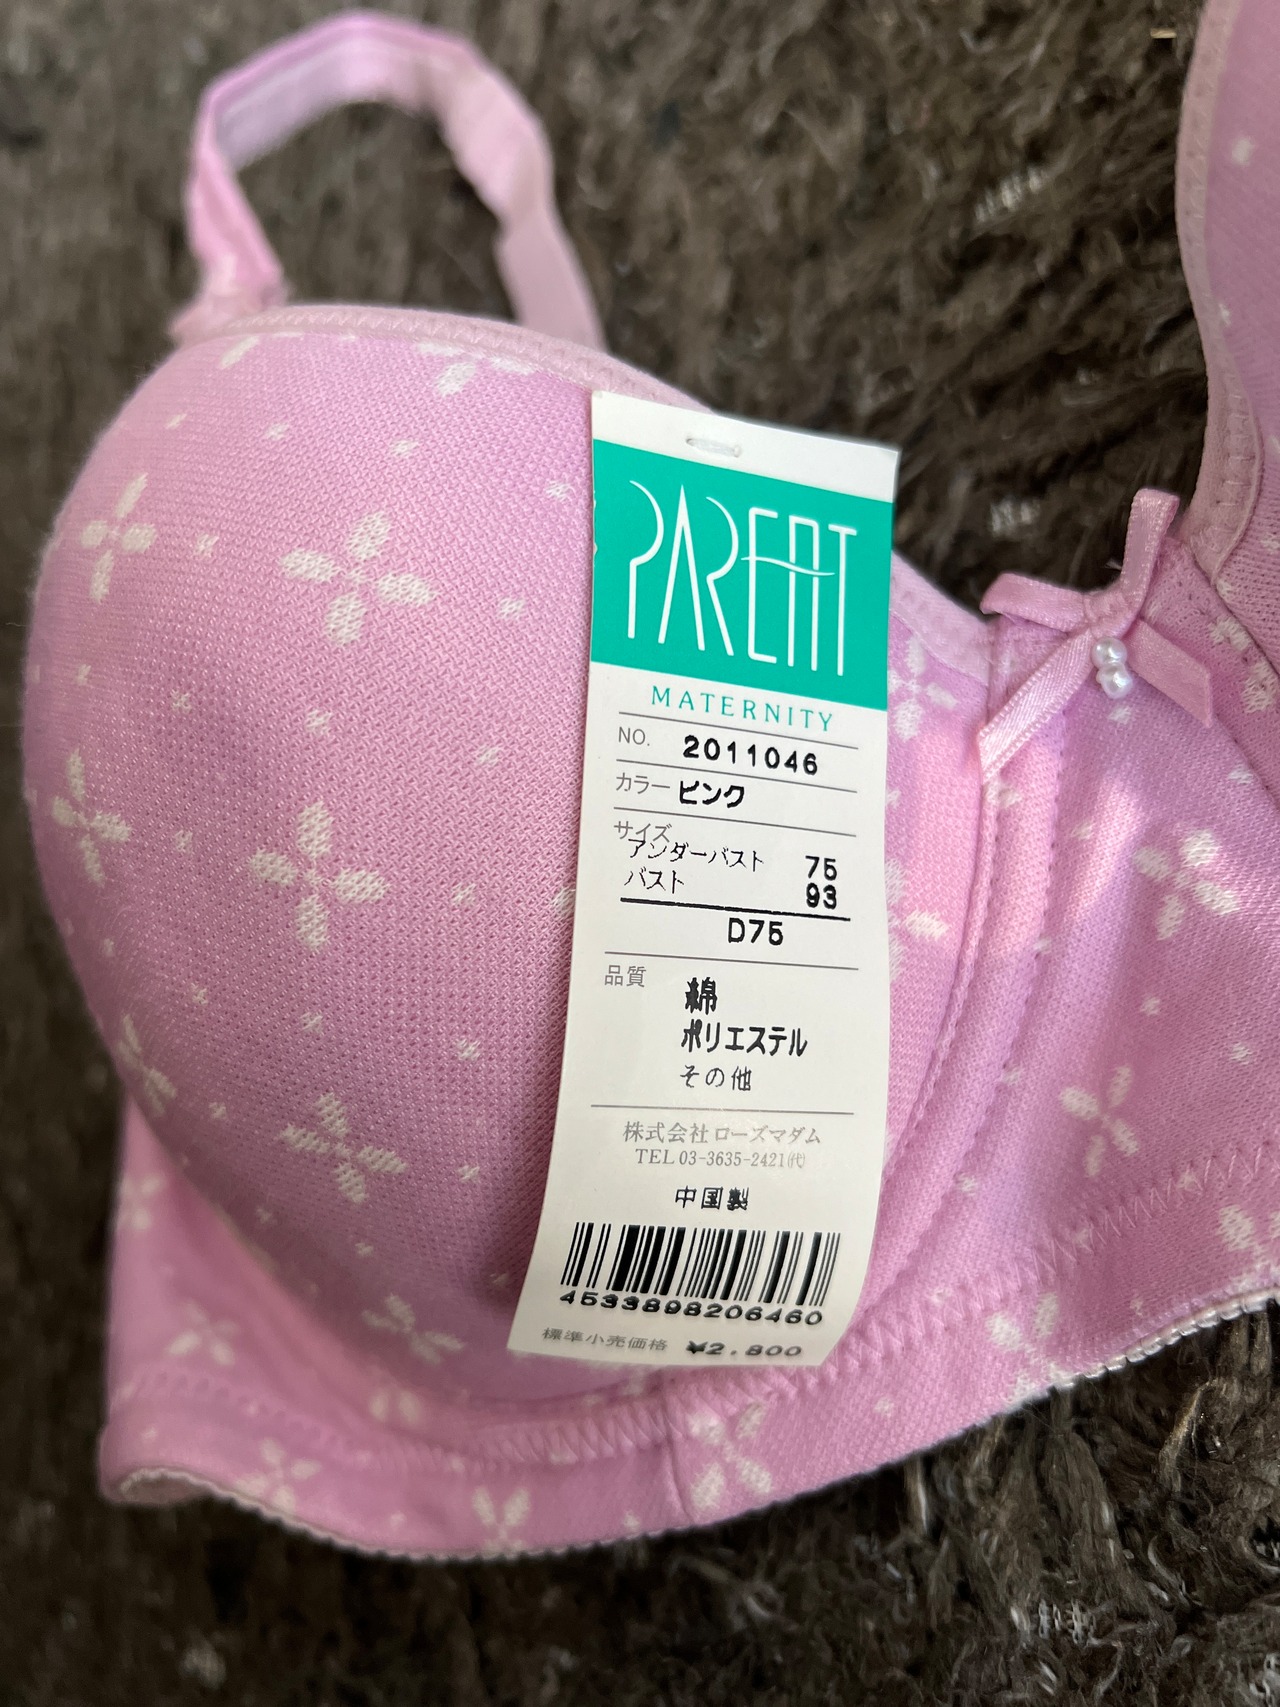 PARENT
MATERNITY
NO. 2011046
カラー ピンク
サイズ
アンダーバスト 75
バスト 93
D75
品質 綿
ポリエステル
その他
株式会社 ローズマダム
TEL 03-3635-2421㈹
中国製
4533898206460
標準小売価格 ¥2,800